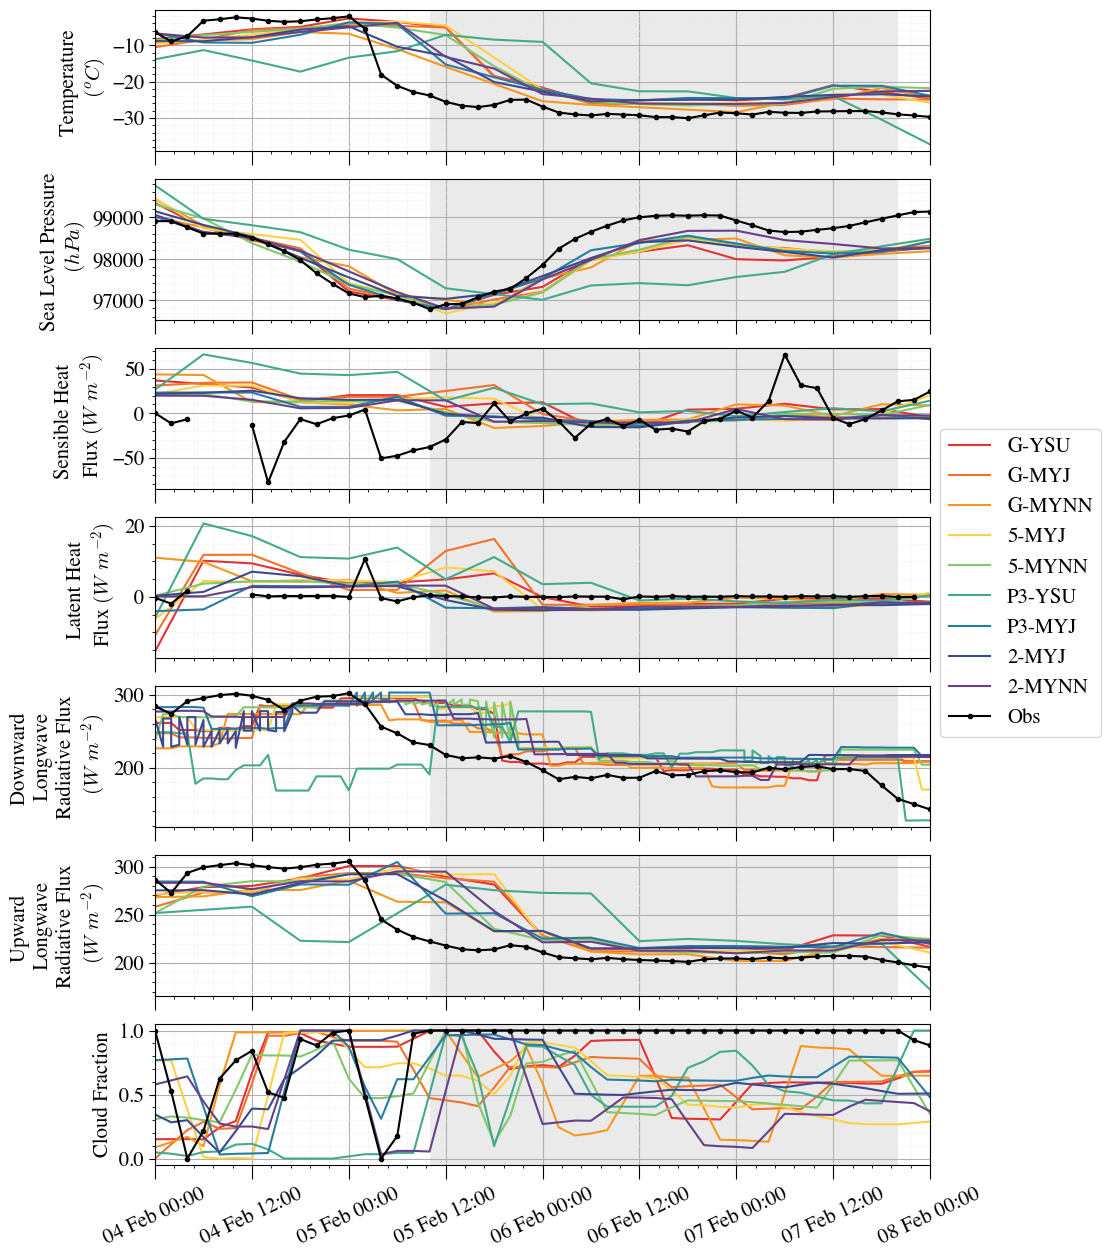 Temperature
(°C)
−10
−20
−30
Sea Level Pressure
(hPa)
99000
98000
97000
Sensible Heat
Flux (W m⁻²)
50
0
−50
Latent Heat
Flux (W m⁻²)
20
0
Downward
Longwave
Radiative Flux
(W m⁻²)
300
200
Upward
Longwave
Radiative Flux
(W m⁻²)
300
250
200
Cloud Fraction
1.0
0.5
0.0
04 Feb 00:00
04 Feb 12:00
05 Feb 00:00
05 Feb 12:00
06 Feb 00:00
06 Feb 12:00
07 Feb 00:00
07 Feb 12:00
08 Feb 00:00
G-YSU
G-MYJ
G-MYNN
5-MYJ
5-MYNN
P3-YSU
P3-MYJ
2-MYJ
2-MYNN
Obs